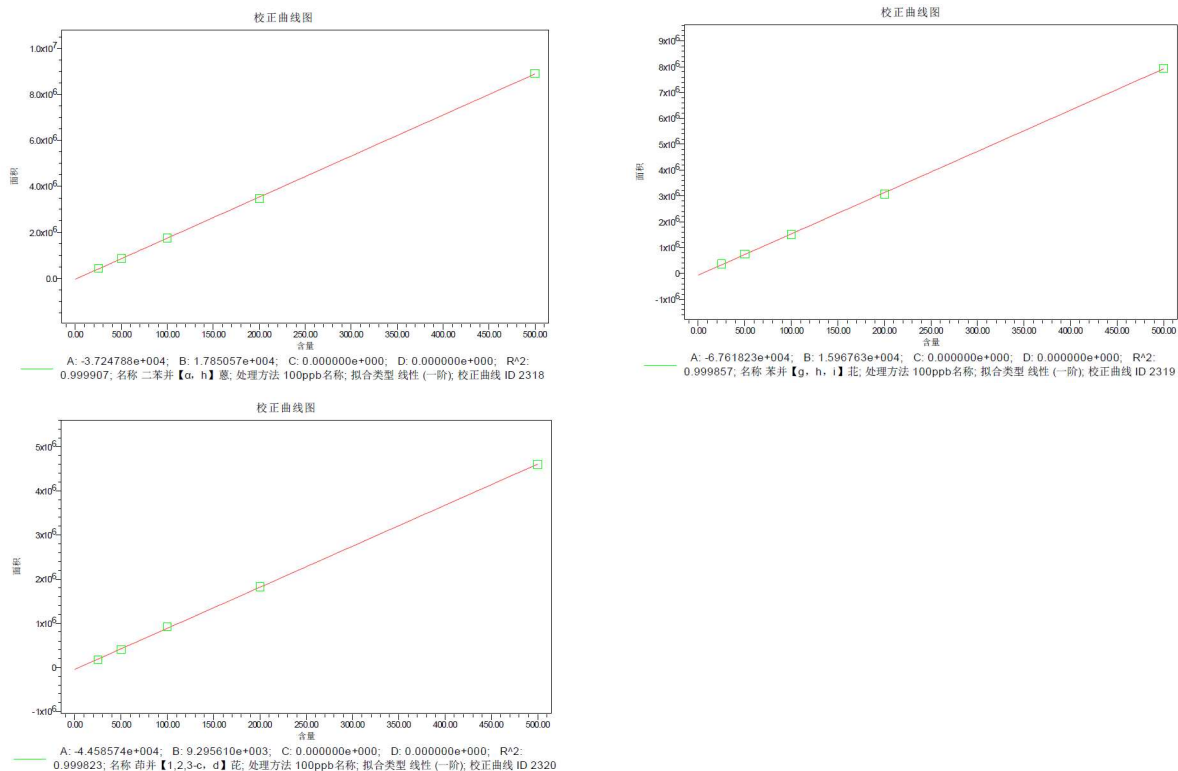 校正曲线图
1.0x10⁷
8.0x10⁶
6.0x10⁶
4.0x10⁶
2.0x10⁶
0.0
面积
0.00 50.00 100.00 150.00 200.00 250.00 300.00 350.00 400.00 450.00 500.00
含量
A: -3.724788e+004; B: 1.785057e+004; C: 0.000000e+000; D: 0.000000e+000; R^2:
0.999907; 名称 二苯并【α, h】蒽; 处理方法 100ppb名称; 拟合类型 线性 (一阶); 校正曲线 ID 2318
校正曲线图
9x10⁶
8x10⁶
7x10⁶
6x10⁶
5x10⁶
4x10⁶
3x10⁶
2x10⁶
1x10⁶
0
-1x10⁶
面积
0.00 50.00 100.00 150.00 200.00 250.00 300.00 350.00 400.00 450.00 500.00
含量
A: -6.761823e+004; B: 1.596763e+004; C: 0.000000e+000; D: 0.000000e+000; R^2:
0.999857; 名称 苯并【g, h, i】苝; 处理方法 100ppb名称; 拟合类型 线性 (一阶); 校正曲线 ID 2319
校正曲线图
5x10⁶
4x10⁶
3x10⁶
2x10⁶
1x10⁶
0
-1x10⁶
面积
0.00 50.00 100.00 150.00 200.00 250.00 300.00 350.00 400.00 450.00 500.00
含量
A: -4.458574e+004; B: 9.295610e+003; C: 0.000000e+000; D: 0.000000e+000; R^2:
0.999823; 名称 茚并【1,2,3-c, d】芘; 处理方法 100ppb名称; 拟合类型 线性 (一阶); 校正曲线 ID 2320